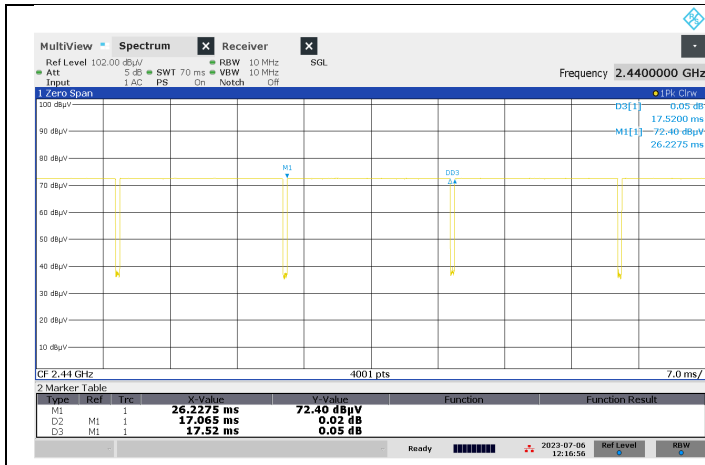 MultiView Spectrum X Receiver X
Ref Level 102.00 dBµV RBW 10 MHz SGL
Att 5 dB SWT 70 ms VBW 10 MHz Frequency 2.4400000 GHz
Input 1 AC PS On Notch Off
1 Zero Span 1Pk Clrw
100 dBµV
D3[1] 0.05 dB
17.5200 ms
90 dBµV
M1[1] 72.40 dBµV
26.2275 ms
80 dBµV
M1
DD3
70 dBµV
60 dBµV
50 dBµV
40 dBµV
30 dBµV
20 dBµV
10 dBµV
CF 2.44 GHz 4001 pts 7.0 ms/
2 Marker Table
Type Ref Trc X-Value Y-Value Function Function Result
M1 1 26.2275 ms 72.40 dBµV
D2 M1 1 17.065 ms 0.02 dB
D3 M1 1 17.52 ms 0.05 dB
Ready 2023-07-06 Ref Level RBW
12:16:56